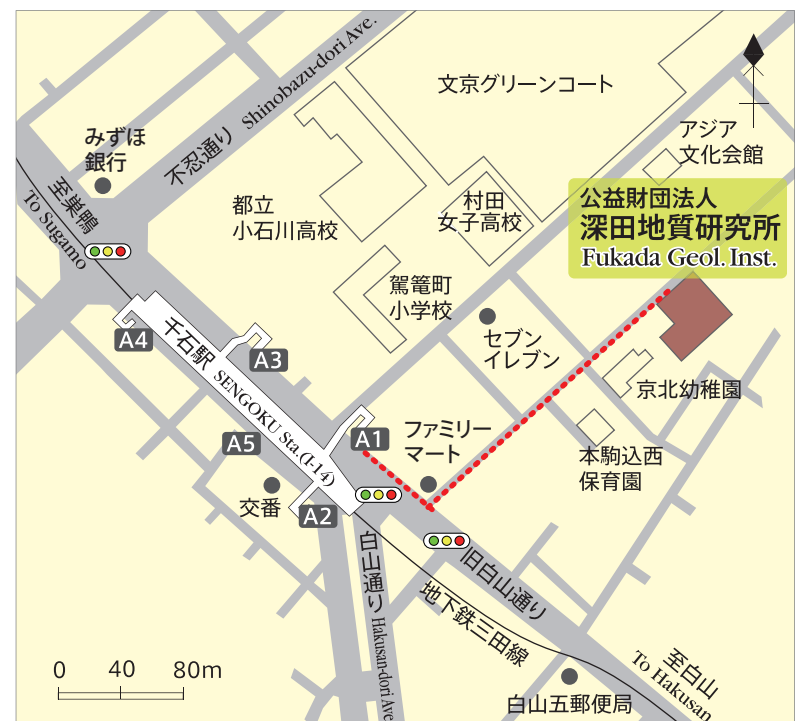 不忍通り Shinobazu-dori Ave.
文京グリーンコート
みずほ
銀行
アジア
文化会館
至巣鴨
To Sugamo
都立
小石川高校
村田
女子高校
公益財団法人
深田地質研究所
Fukada Geol. Inst.
駕籠町
小学校
A4
千石駅 SENGOKU Sta.(I-14)
A3
セブン
イレブン
京北幼稚園
A5
A1
ファミリー
マート
本駒込西
保育園
交番
A2
白山通り Hakusan-dori Ave.
旧白山通り
地下鉄三田線
至白山
To Hakusan
白山五郵便局
0 40 80m